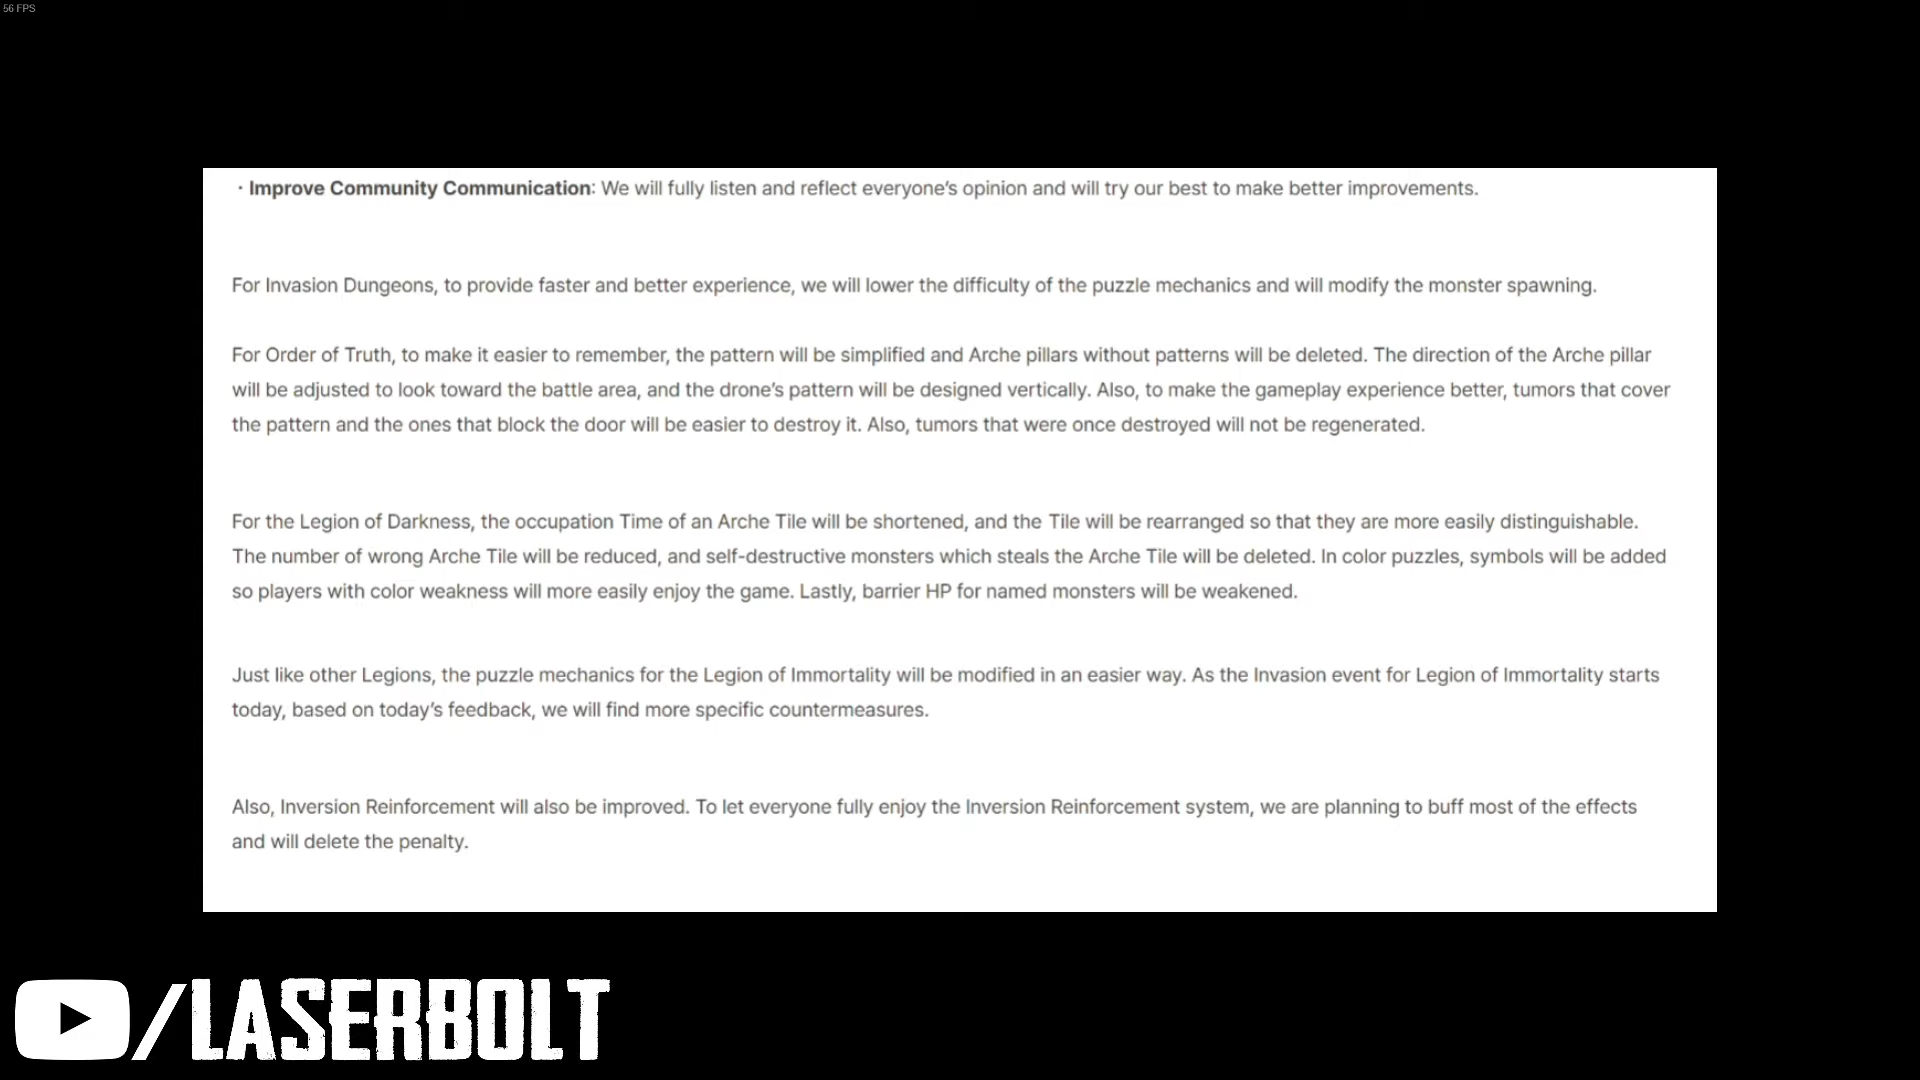 56 FPS
· Improve Community Communication: We will fully listen and reflect everyone's opinion and will try our best to make better improvements.
For Invasion Dungeons, to provide faster and better experience, we will lower the difficulty of the puzzle mechanics and will modify the monster spawning.
For Order of Truth, to make it easier to remember, the pattern will be simplified and Arche pillars without patterns will be deleted. The direction of the Arche pillar
will be adjusted to look toward the battle area, and the drone's pattern will be designed vertically. Also, to make the gameplay experience better, tumors that cover
the pattern and the ones that block the door will be easier to destroy it. Also, tumors that were once destroyed will not be regenerated.
For the Legion of Darkness, the occupation Time of an Arche Tile will be shortened, and the Tile will be rearranged so that they are more easily distinguishable.
The number of wrong Arche Tile will be reduced, and self-destructive monsters which steals the Arche Tile will be deleted. In color puzzles, symbols will be added
so players with color weakness will more easily enjoy the game. Lastly, barrier HP for named monsters will be weakened.
Just like other Legions, the puzzle mechanics for the Legion of Immortality will be modified in an easier way. As the Invasion event for Legion of Immortality starts
today, based on today's feedback, we will find more specific countermeasures.
Also, Inversion Reinforcement will also be improved. To let everyone fully enjoy the Inversion Reinforcement system, we are planning to buff most of the effects
and will delete the penalty.
/LASERBOLT